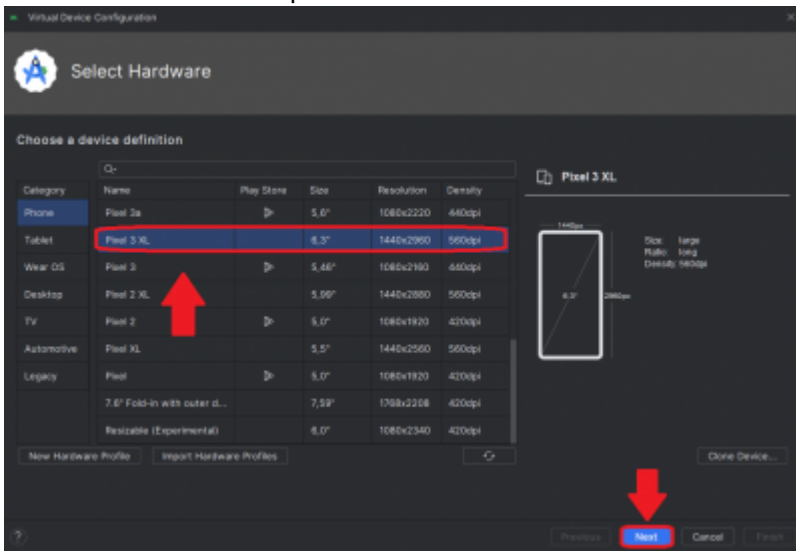 Virtual Device Configuration
Select Hardware
Choose a device definition
Category Name Play Store Size Resolution Density
Phone Pixel 3a 5,6" 1080x2220 440dpi
Tablet Pixel 3 XL 6,3" 1440x2960 560dpi
Wear OS Pixel 3 5,46" 1080x2160 440dpi
Desktop Pixel 2 XL 5,99" 1440x2880 560dpi
TV Pixel 2 5,0" 1080x1920 420dpi
Automotive Pixel XL 5,5" 1440x2560 560dpi
Legacy Pixel 5,0" 1080x1920 420dpi
7.6" Fold-in with outer d... 7,59" 1768x2208 420dpi
Resizable (Experimental) 6,0" 1080x2340 420dpi
New Hardware Profile Import Hardware Profiles
Pixel 3 XL
1440px
6,3" 2960px
Size: large
Ratio: long
Density: 560dpi
Clone Device...
? Previous Next Cancel Finish